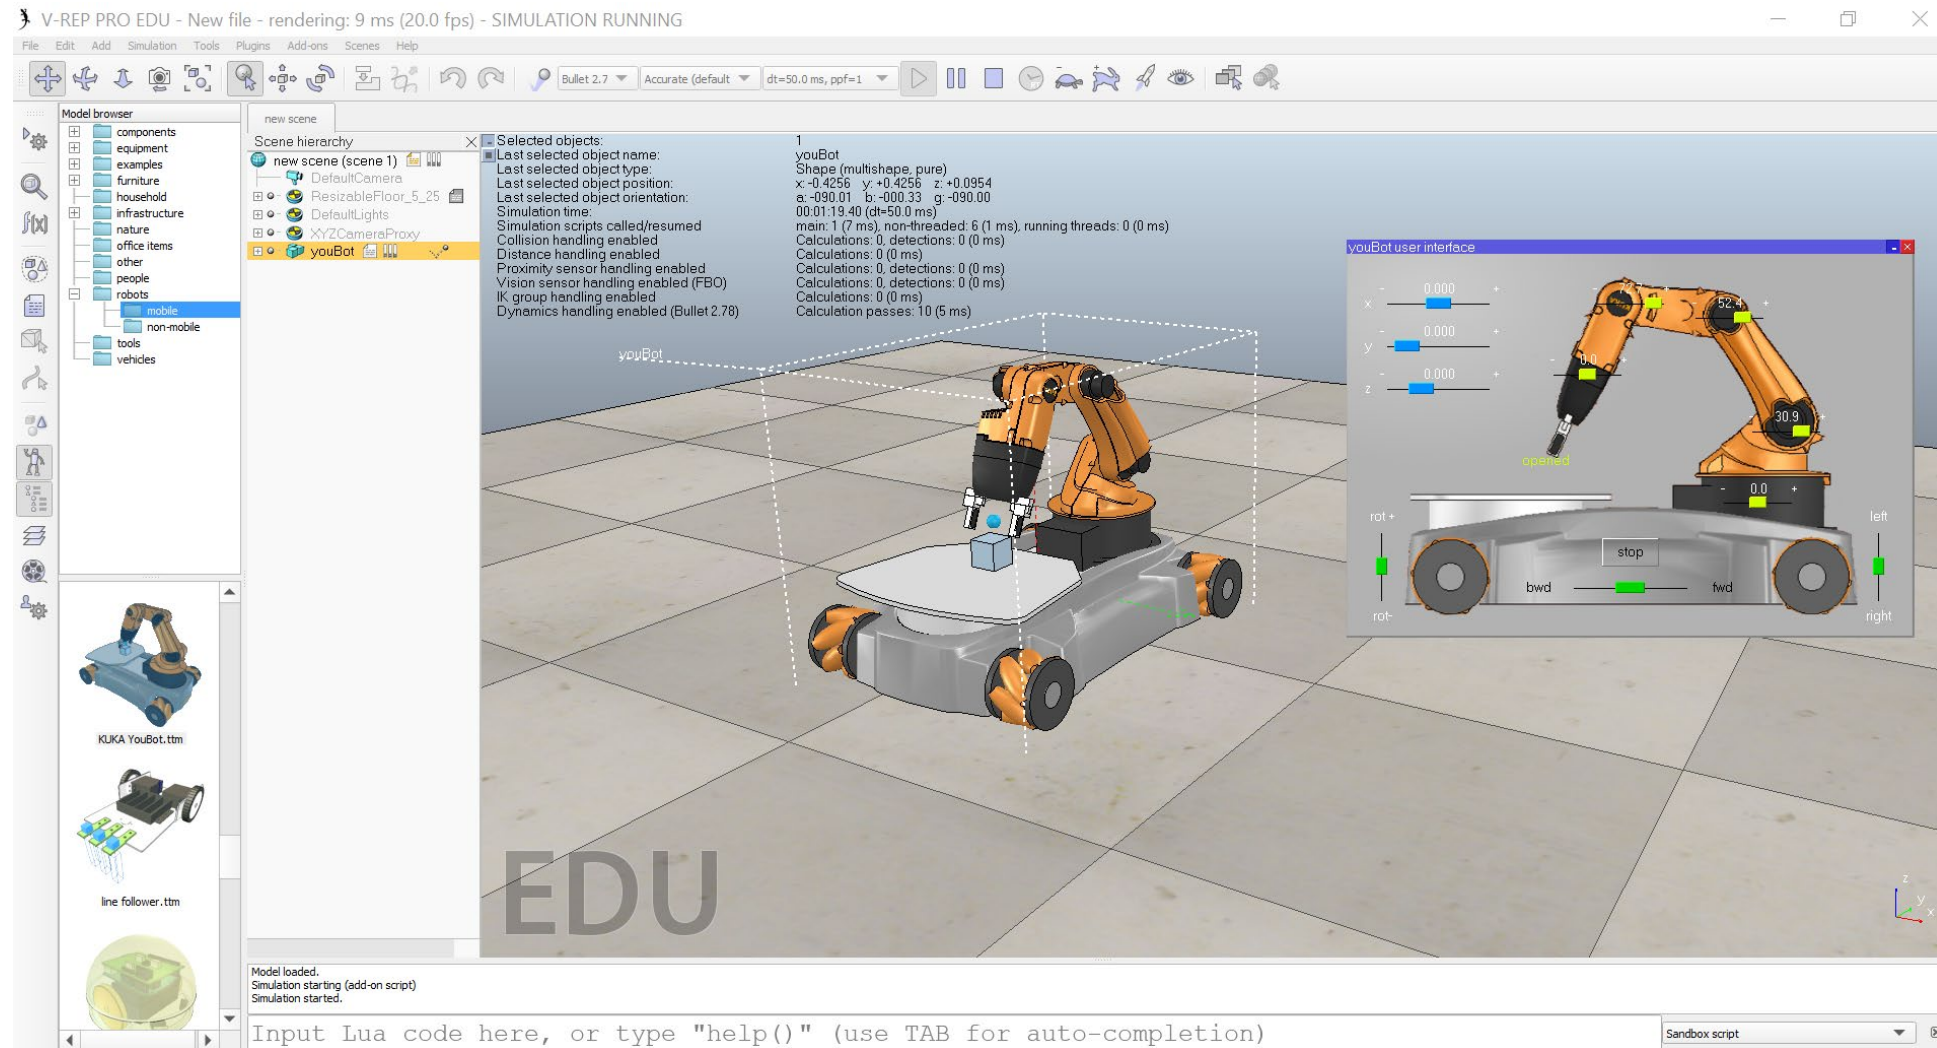 V-REP PRO EDU - New file - rendering: 9 ms (20.0 fps) - SIMULATION RUNNING
File Edit Add Simulation Tools Plugins Add-ons Scenes Help
Bullet 2.7 Accurate (default dt=50.0 ms, ppf=1
Model browser
components
equipment
examples
furniture
household
infrastructure
nature
office items
other
people
robots
mobile
non-mobile
tools
vehicles
KUKA YouBot.ttm
line follower.ttm
new scene
Scene hierarchy
new scene (scene 1)
DefaultCamera
ResizableFloor_5_25
DefaultLights
XYZCameraProxy
youBot
Selected objects: 1
Last selected object name: youBot
Last selected object type: Shape (multishape, pure)
Last selected object position: x: -0.4256 y: +0.4256 z: +0.0954
Last selected object orientation: a: -090.01 b: -000.33 g: -090.00
Simulation time: 00:01:19.40 (dt=50.0 ms)
Simulation scripts called/resumed main: 1 (7 ms), non-threaded: 6 (1 ms), running threads: 0 (0 ms)
Collision handling enabled Calculations: 0, detections: 0 (0 ms)
Distance handling enabled Calculations: 0 (0 ms)
Proximity sensor handling enabled Calculations: 0, detections: 0 (0 ms)
Vision sensor handling enabled (FBO) Calculations: 0, detections: 0 (0 ms)
IK group handling enabled Calculations: 0 (0 ms)
Dynamics handling enabled (Bullet 2.78) Calculation passes: 10 (5 ms)
youBot
youBot user interface
x - 0.000 +
y - 0.000 +
z - 0.000 +
52.4 +
- 0.0 +
30.9 +
opened
- 0.0 +
rot +
left
stop
bwd
fwd
rot-
right
EDU
z
y
x
Model loaded.
Simulation starting (add-on script)
Simulation started.
Input Lua code here, or type "help()" (use TAB for auto-completion)
Sandbox script